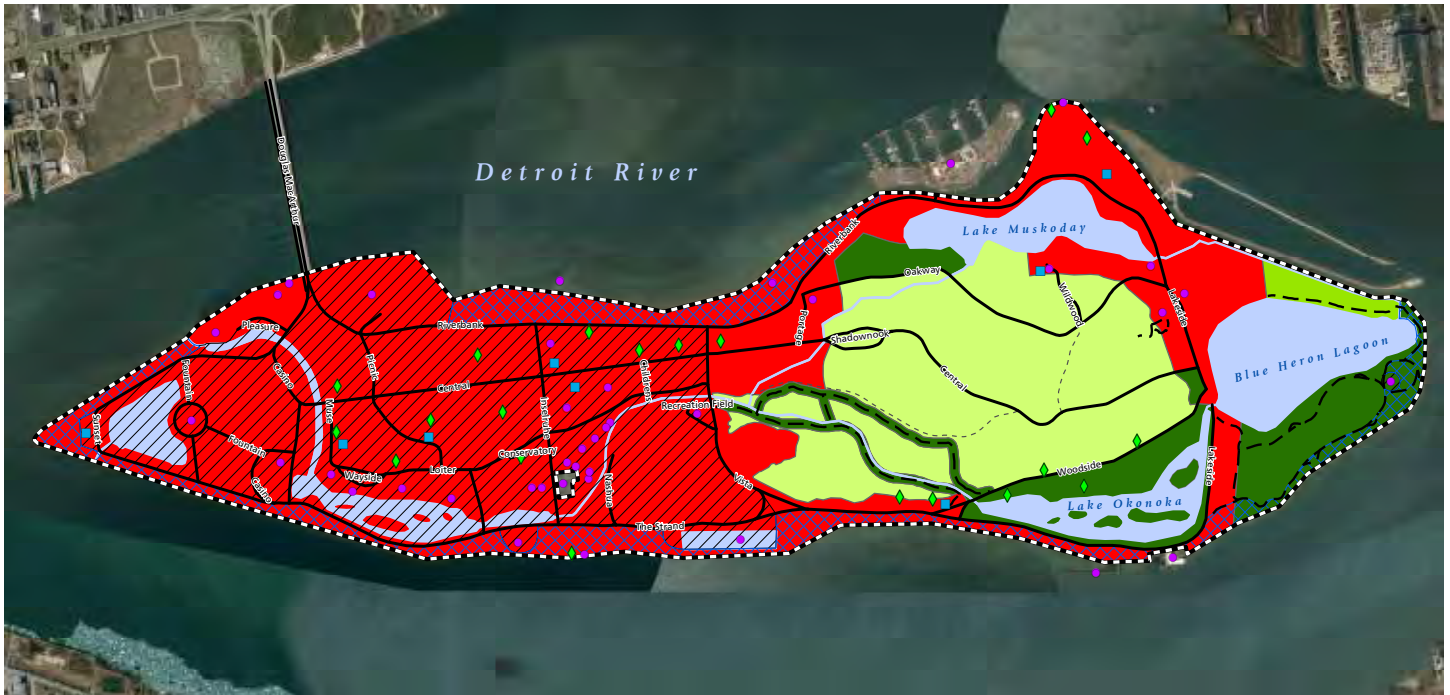 Douglas MacArthur
Detroit River
Lake Muskoday
Riverbank
Oakway
Wildwood
Lakeside
Portage
Shadownook
Central
Blue Heron Lagoon
Pleasure
Riverbank
Fountain
Casino
Picnic
Central
Childrens
Muse
Inselruhe
Recreation Field
Sunset
Fountain
Conservatory
Wayside
Loiter
Casino
Nashua
Vista
Woodside
Lakeside
Lake Okonoka
The Strand